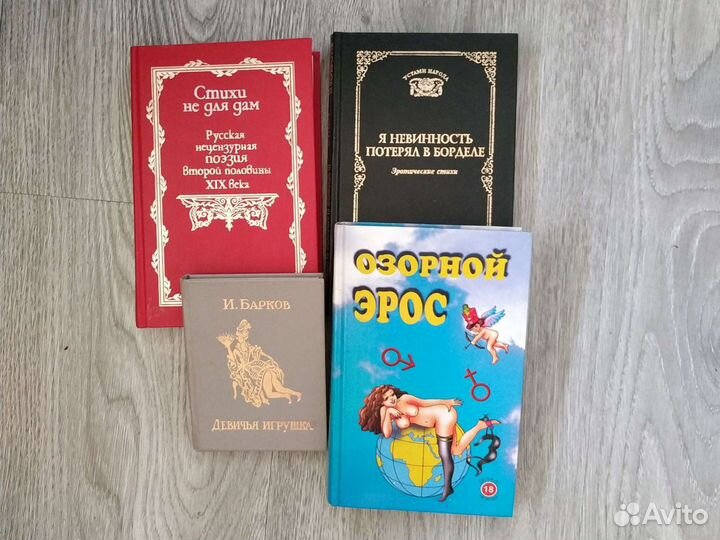 Стихи
не для дам
Русская
нецензурная
поэзия
второй половины
XIX века
УСТАМИ НАРОДА
Я НЕВИННОСТЬ
ПОТЕРЯЛ В БОРДЕЛЕ
Эротические стихи
И. БАРКОВ
ДЕВИЧЬЯ ИГРУШКА
ОЗОРНОЙ
ЭРОС
18
Avito